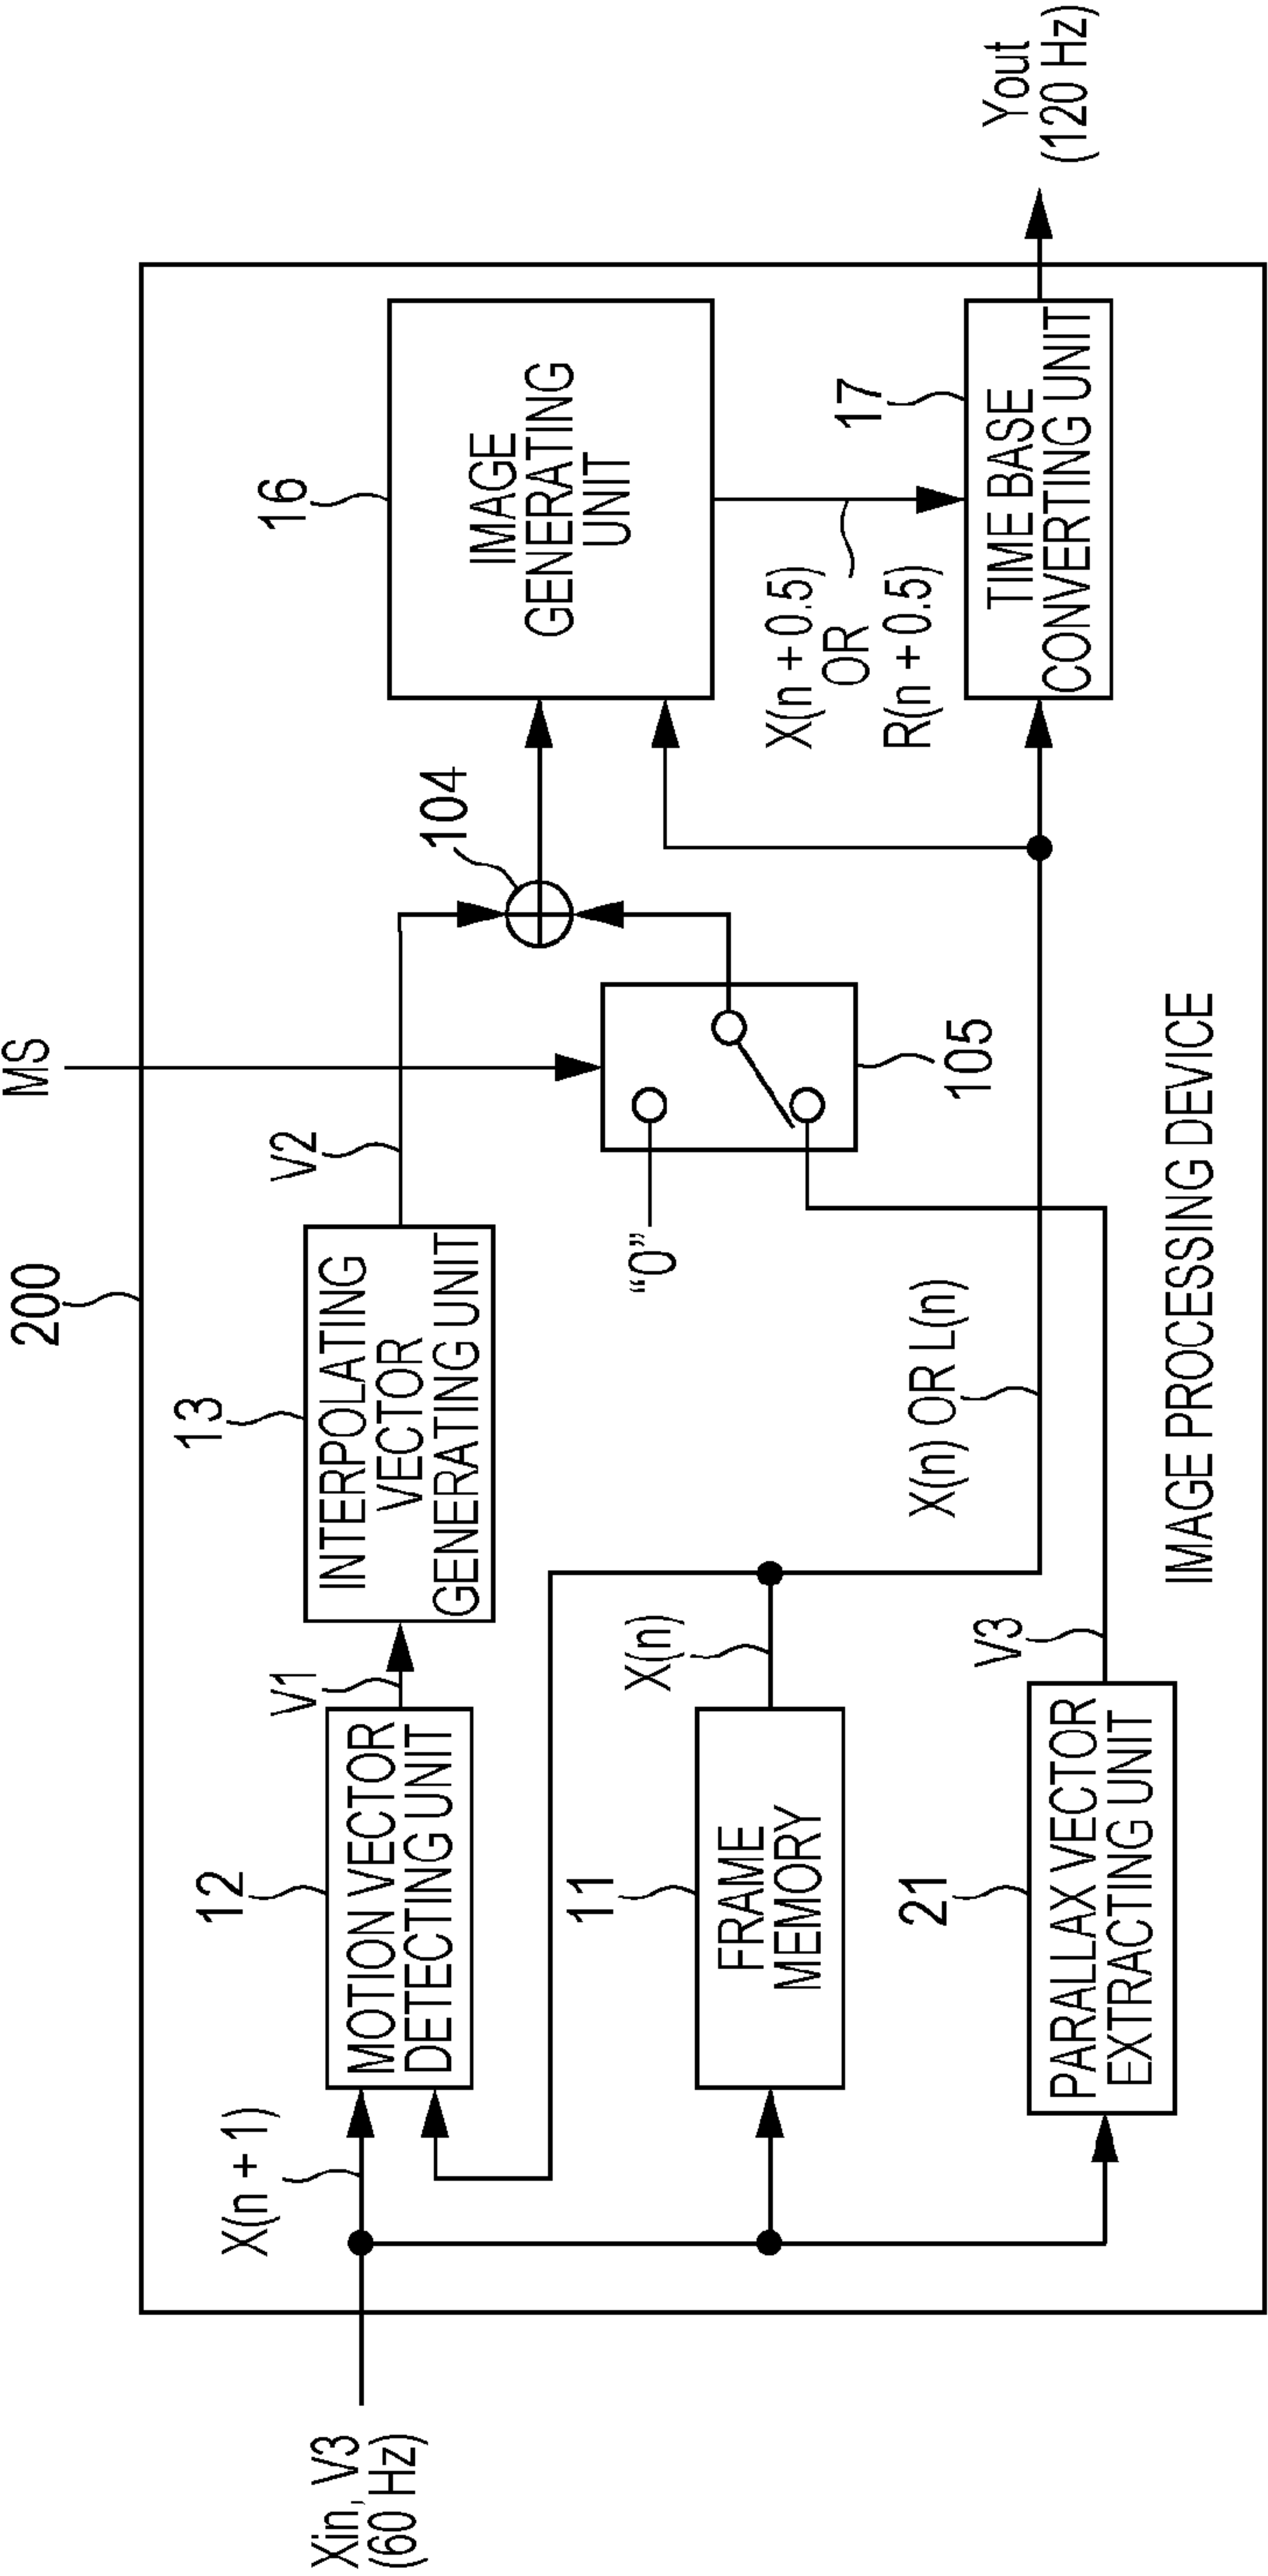 200
MS
Xin, V3
(60 Hz)
X(n + 1)
12
MOTION VECTOR
DETECTING UNIT
V1
13
INTERPOLATING
VECTOR
GENERATING UNIT
V2
104
16
IMAGE
GENERATING
UNIT
11
FRAME
MEMORY
X(n)
"0"
105
X(n + 0.5)
OR
R(n + 0.5)
17
TIME BASE
CONVERTING UNIT
Yout
(120 Hz)
21
PARALLAX VECTOR
EXTRACTING UNIT
V3
X(n) OR L(n)
IMAGE PROCESSING DEVICE